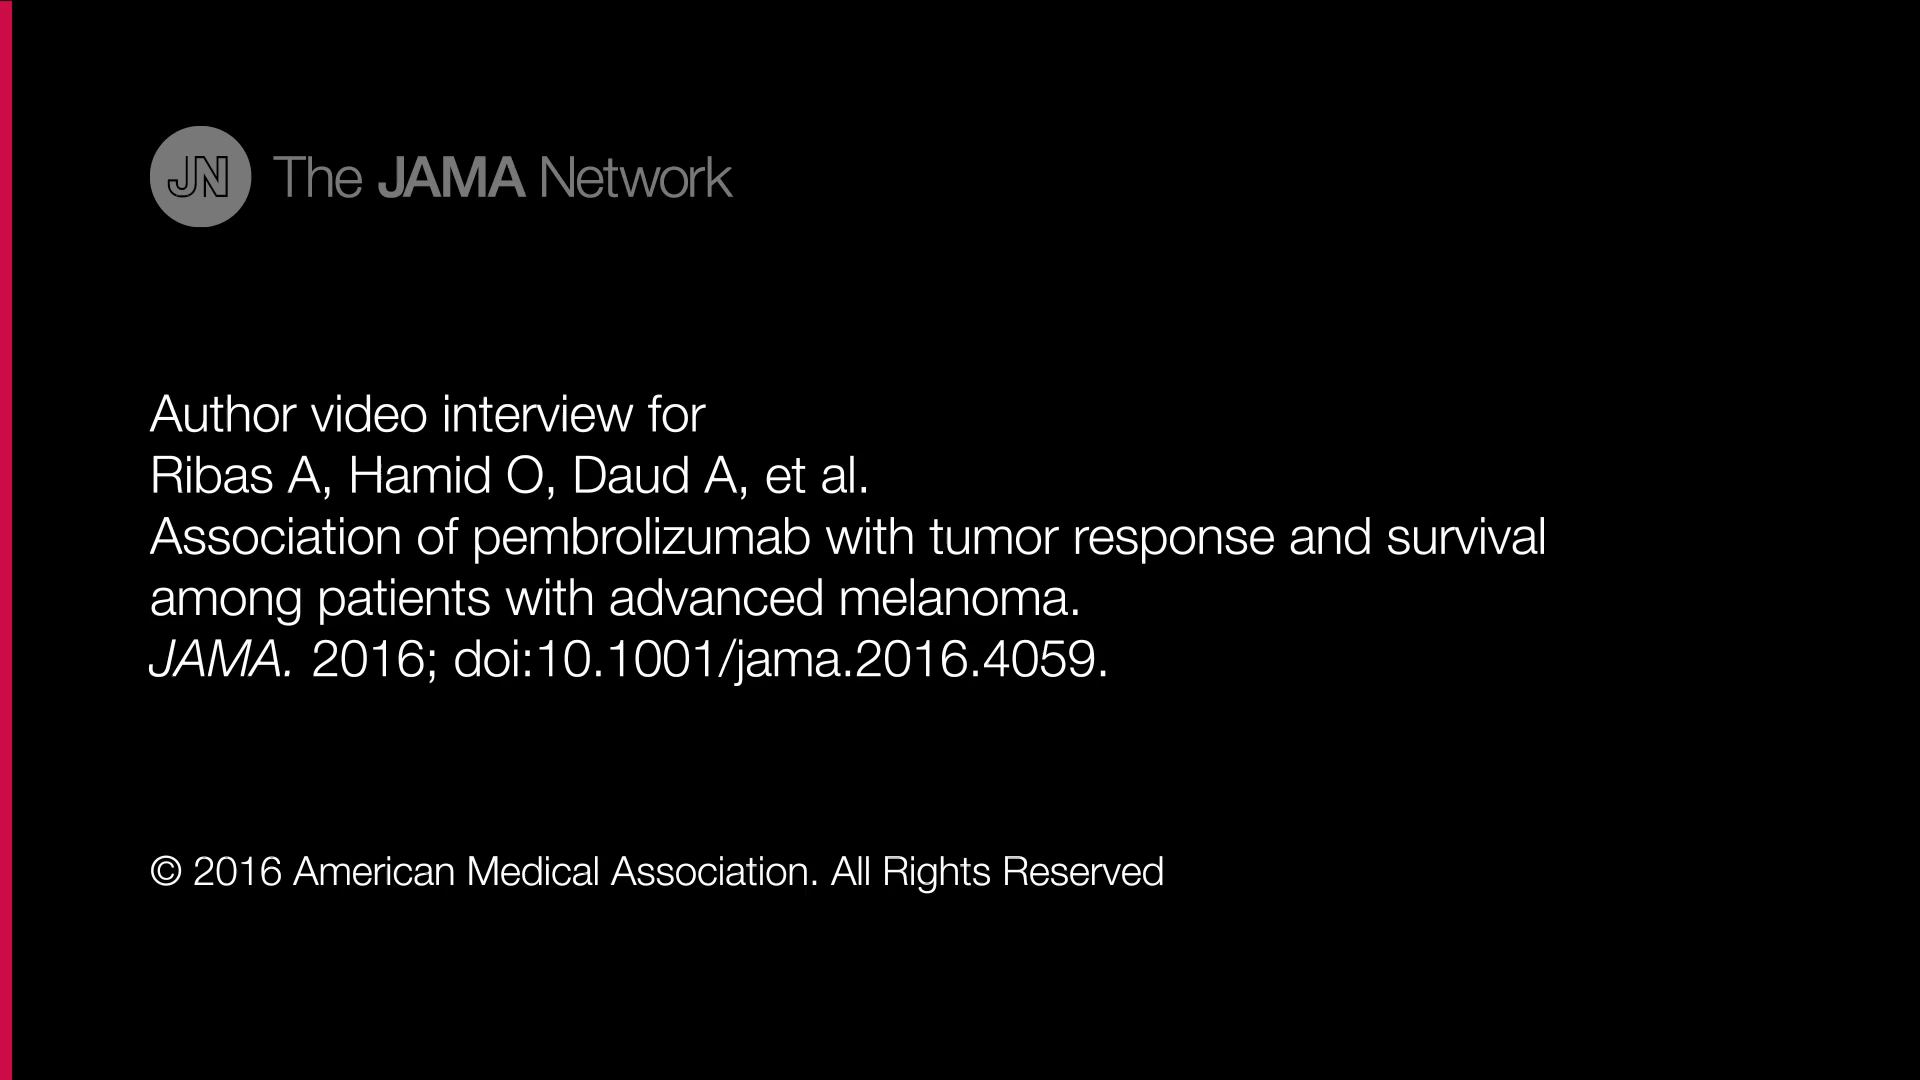 JN The JAMA Network
Author video interview for
Ribas A, Hamid O, Daud A, et al.
Association of pembrolizumab with tumor response and survival
among patients with advanced melanoma.
JAMA. 2016; doi:10.1001/jama.2016.4059.
© 2016 American Medical Association. All Rights Reserved